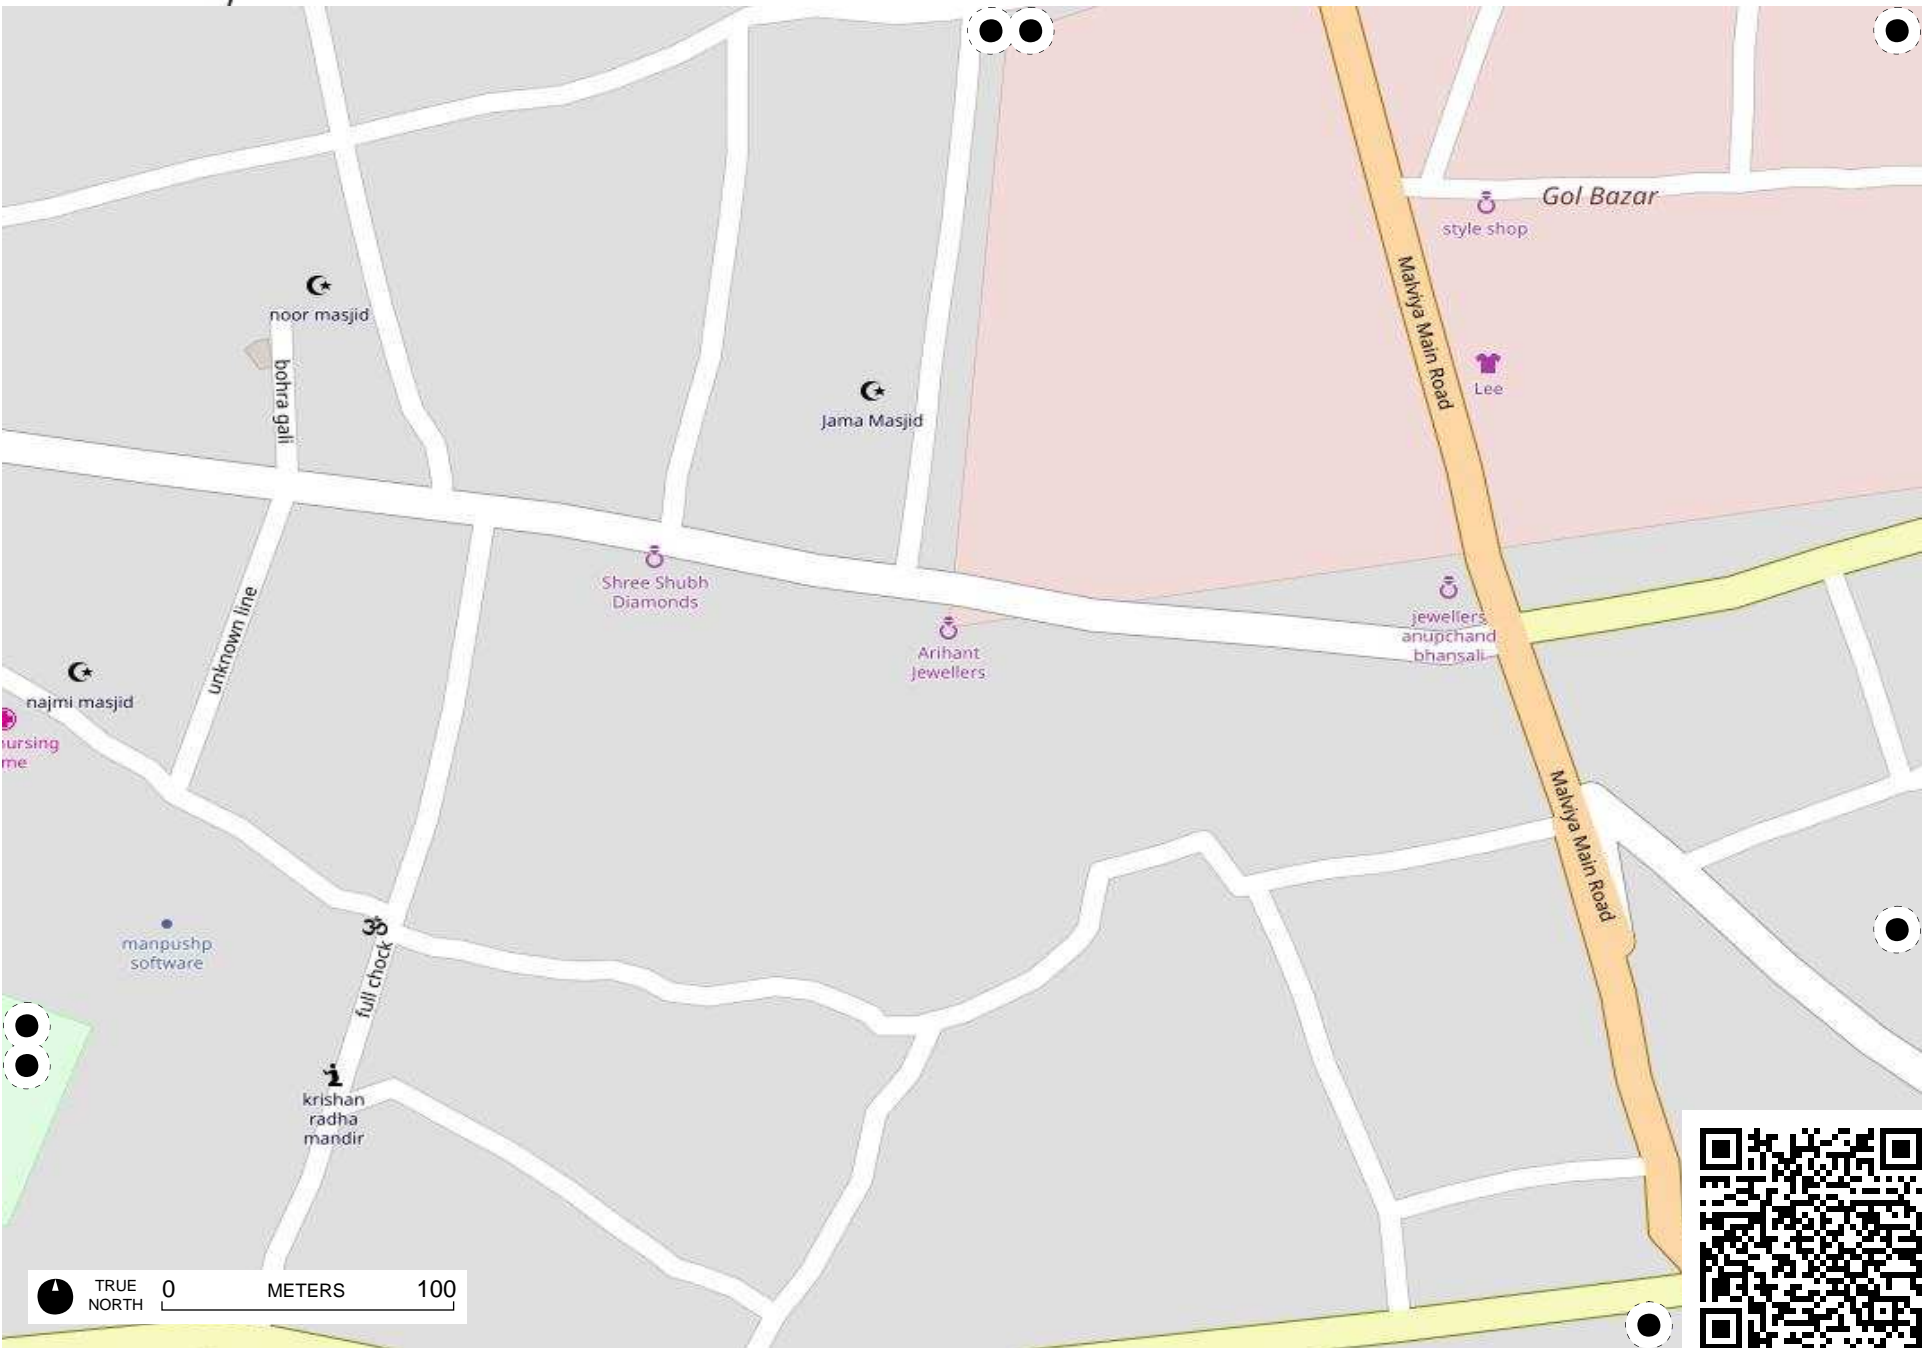 Gol Bazar
style shop
Malviya Main Road
noor masjid
bohra gali
Lee
Jama Masjid
Shree Shubh
Diamonds
unknown line
jewellers
anupchand
bhansali
Arihant
Jewellers
najmi masjid
Malviya Main Road
manpushp
software
ॐ
full chock
krishan
radha
mandir
TRUE
NORTH
0
METERS
100